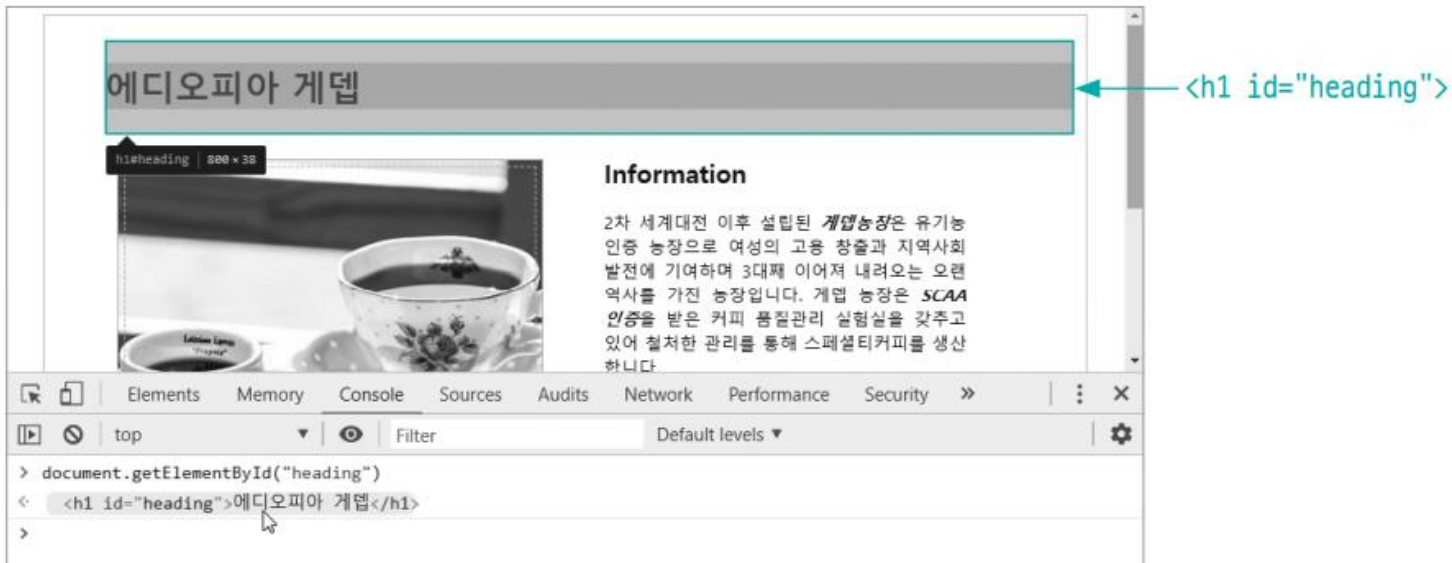 에디오피아 게뎁
<h1 id="heading">
h1#heading | 800 × 38
Information
2차 세계대전 이후 설립된 게뎁농장은 유기농
인증 농장으로 여성의 고용 창출과 지역사회
발전에 기여하며 3대째 이어져 내려오는 오랜
역사를 가진 농장입니다. 게뎁 농장은 SCAA
인증을 받은 커피 품질관리 실험실을 갖추고
있어 철처한 관리를 통해 스페셜티커피를 생산
합니다
Elements Memory Console Sources Audits Network Performance Security »
top Filter Default levels ▼
> document.getElementById("heading")
<h1 id="heading">에디오피아 게뎁</h1>
>